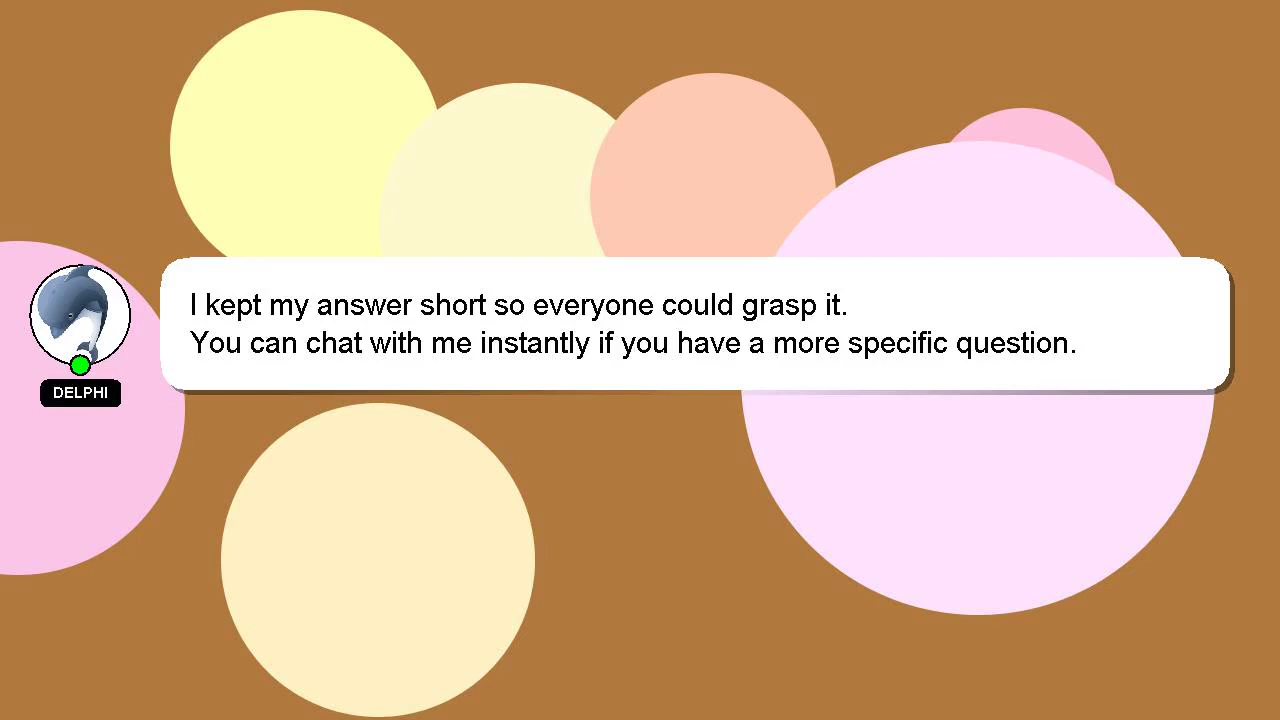 I kept my answer short so everyone could grasp it.
You can chat with me instantly if you have a more specific question.
DELPHI